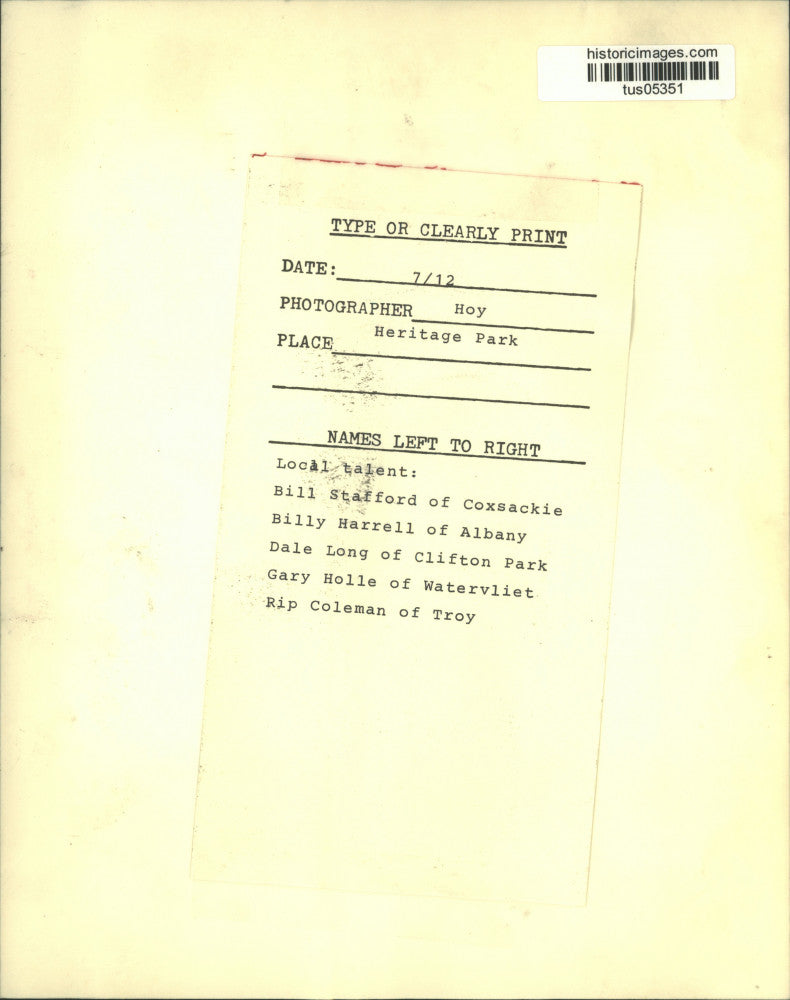 historicimages.com
tus05351
TYPE OR CLEARLY PRINT
DATE: 7/12
PHOTOGRAPHER Hoy
PLACE Heritage Park
NAMES LEFT TO RIGHT
Local talent:
Bill Stafford of Coxsackie
Billy Harrell of Albany
Dale Long of Clifton Park
Gary Holle of Watervliet
Rip Coleman of Troy